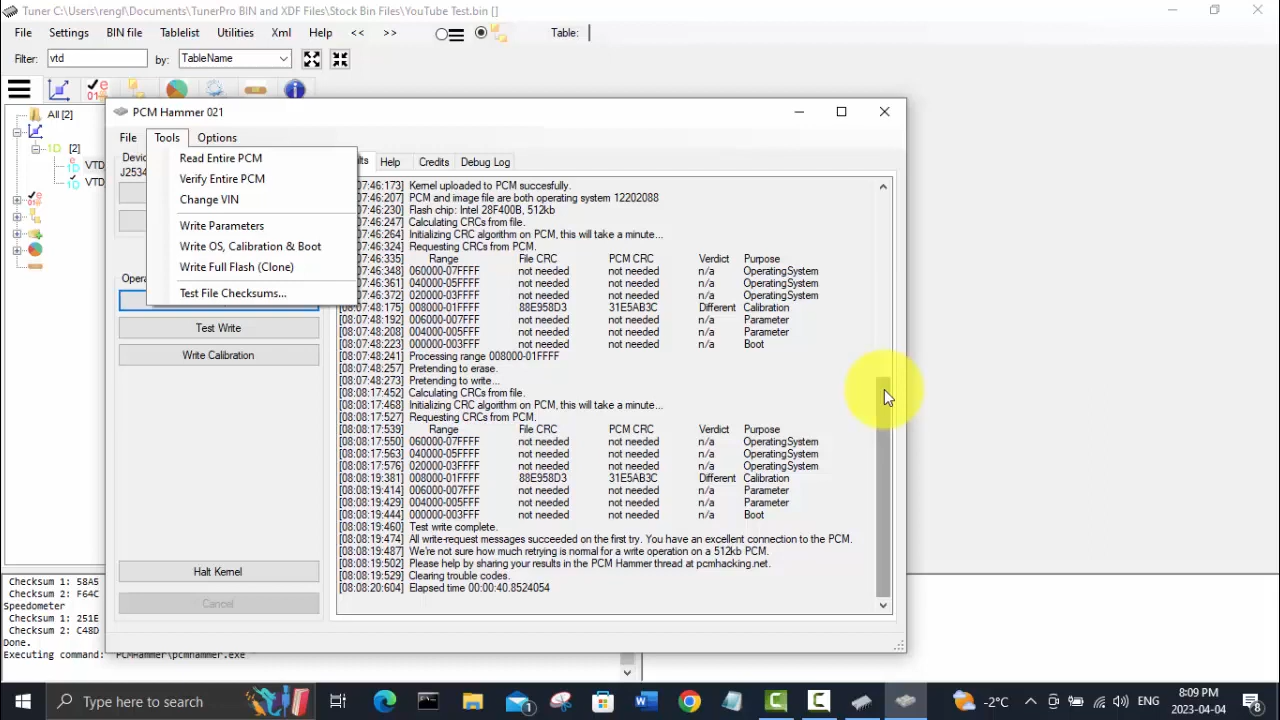 Tuner C:\Users\rengl\Documents\TunerPro BIN and XDF Files\Stock Bin Files\YouTube Test.bin []
File Settings BIN file Tablelist Utilities Xml Help << >> Table:
Filter: vtd by: TableName
All [2]
[2]
VTD
VTD
PCM Hammer 021
File Tools Options
Read Entire PCM
Verify Entire PCM
Change VIN
Write Parameters
Write OS, Calibration & Boot
Write Full Flash (Clone)
Test File Checksums...
J2534
Test Write
Write Calibration
Halt Kernel
Cancel
Help Credits Debug Log
:07:46:173] Kernel uploaded to PCM succesfully.
:07:46:207] PCM and image file are both operating system 12202088
:07:46:230] Flash chip: Intel 28F400B, 512kb
:07:46:247] Calculating CRCs from file.
:07:46:264] Initializing CRC algorithm on PCM, this will take a minute...
:07:46:324] Requesting CRCs from PCM.
:07:46:335] Range File CRC PCM CRC Verdict Purpose
:07:46:348] 060000-07FFFF not needed not needed n/a OperatingSystem
:07:46:361] 040000-05FFFF not needed not needed n/a OperatingSystem
:07:46:372] 020000-03FFFF not needed not needed n/a OperatingSystem
[08:07:48:175] 008000-01FFFF 88E958D3 31E5AB3C Different Calibration
[08:07:48:192] 006000-007FFF not needed not needed n/a Parameter
[08:07:48:208] 004000-005FFF not needed not needed n/a Parameter
[08:07:48:223] 000000-003FFF not needed not needed n/a Boot
[08:07:48:241] Processing range 008000-01FFFF
[08:07:48:257] Pretending to erase.
[08:07:48:273] Pretending to write...
[08:08:17:452] Calculating CRCs from file.
[08:08:17:468] Initializing CRC algorithm on PCM, this will take a minute...
[08:08:17:527] Requesting CRCs from PCM.
[08:08:17:539] Range File CRC PCM CRC Verdict Purpose
[08:08:17:550] 060000-07FFFF not needed not needed n/a OperatingSystem
[08:08:17:563] 040000-05FFFF not needed not needed n/a OperatingSystem
[08:08:17:576] 020000-03FFFF not needed not needed n/a OperatingSystem
[08:08:19:381] 008000-01FFFF 88E958D3 31E5AB3C Different Calibration
[08:08:19:414] 006000-007FFF not needed not needed n/a Parameter
[08:08:19:429] 004000-005FFF not needed not needed n/a Parameter
[08:08:19:444] 000000-003FFF not needed not needed n/a Boot
[08:08:19:460] Test write complete.
[08:08:19:474] All write-request messages succeeded on the first try. You have an excellent connection to the PCM.
[08:08:19:487] We're not sure how much retrying is normal for a write operation on a 512kb PCM.
[08:08:19:502] Please help by sharing your results in the PCM Hammer thread at pcmhacking.net.
[08:08:19:529] Clearing trouble codes.
[08:08:20:604] Elapsed time 00:00:40.8524054
Checksum 1: 58A5
Checksum 2: F64C
Speedometer
Checksum 1: 251E
Checksum 2: C48D
Done.
Executing command: "PCMHammer\pcmhammer.exe"
Type here to search
-2°C
ENG
8:09 PM
2023-04-04
8